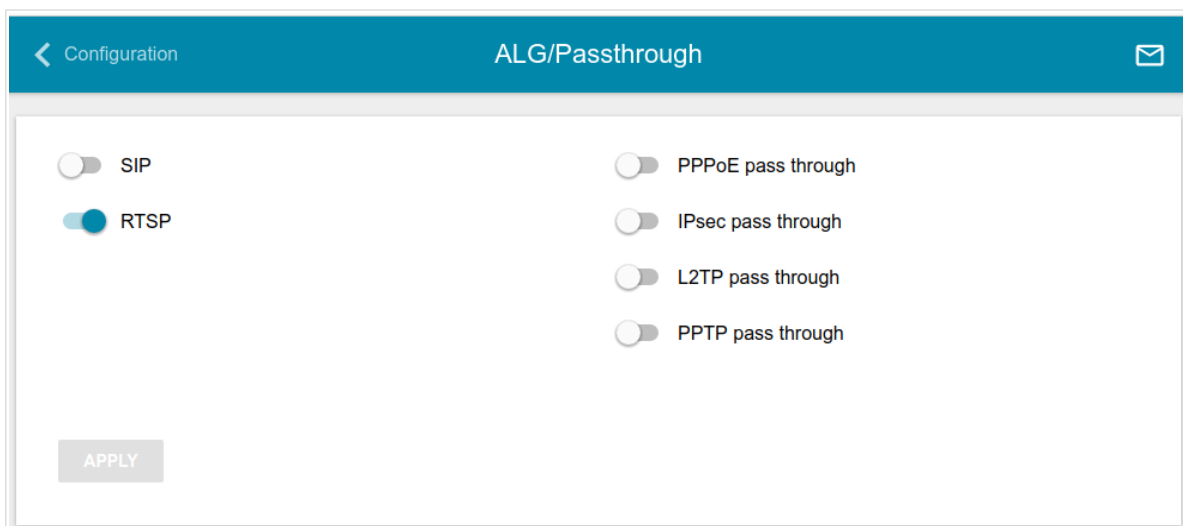 Configuration
ALG/Passthrough
SIP
RTSP
PPPoE pass through
IPsec pass through
L2TP pass through
PPTP pass through
APPLY